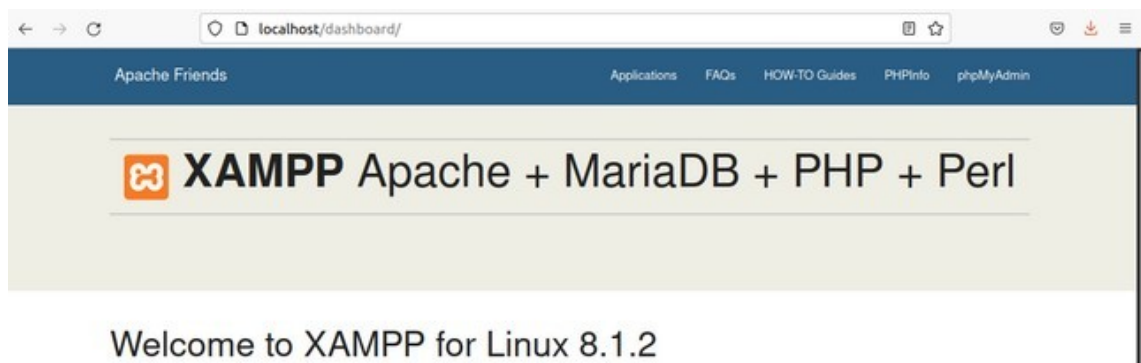 localhost/dashboard/
Apache Friends
Applications FAQs HOW-TO Guides PHPInfo phpMyAdmin
XAMPP Apache + MariaDB + PHP + Perl
Welcome to XAMPP for Linux 8.1.2